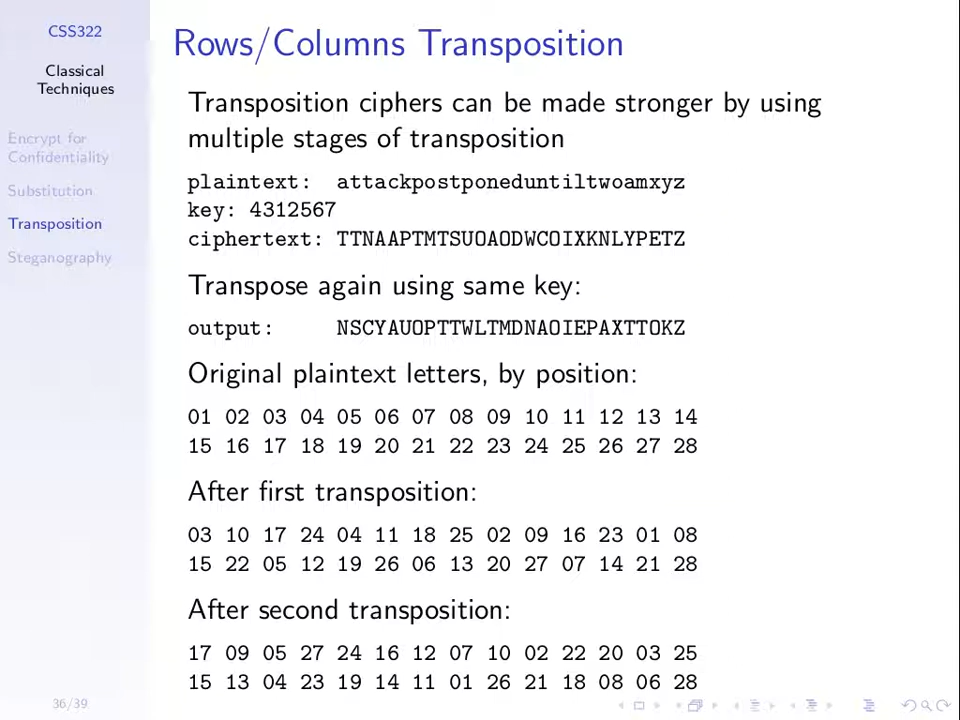 CSS322
Classical
Techniques
Encrypt for
Confidentiality
Substitution
Transposition
Steganography
36/39
Rows/Columns Transposition
Transposition ciphers can be made stronger by using
multiple stages of transposition
plaintext: attackpostponeduntiltwoamxyz
key: 4312567
ciphertext: TTNAAPTMTSUOAODWCOIXKNLYPETZ
Transpose again using same key:
output: NSCYAUOPTTWLTMDNAOIEPAXTTOKZ
Original plaintext letters, by position:
01 02 03 04 05 06 07 08 09 10 11 12 13 14
15 16 17 18 19 20 21 22 23 24 25 26 27 28
After first transposition:
03 10 17 24 04 11 18 25 02 09 16 23 01 08
15 22 05 12 19 26 06 13 20 27 07 14 21 28
After second transposition:
17 09 05 27 24 16 12 07 10 02 22 20 03 25
15 13 04 23 19 14 11 01 26 21 18 08 06 28